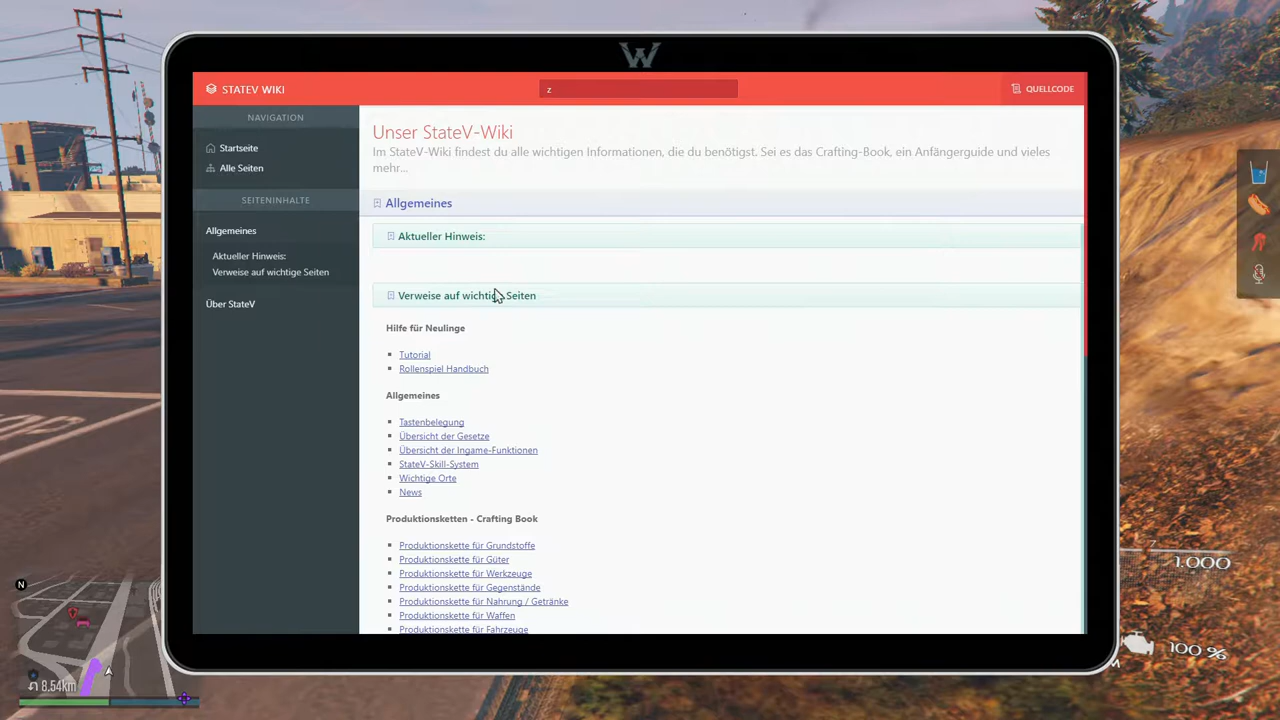 W
STATEV WIKI
z
QUELLCODE
NAVIGATION
Startseite
Alle Seiten
SEITENINHALTE
Allgemeines
Aktueller Hinweis:
Verweise auf wichtige Seiten
Über StateV
Unser StateV-Wiki
Im StateV-Wiki findest du alle wichtigen Informationen, die du benötigst. Sei es das Crafting-Book, ein Anfängerguide und vieles
mehr...
Allgemeines
Aktueller Hinweis:
Verweise auf wichtige Seiten
Hilfe für Neulinge
Tutorial
Rollenspiel Handbuch
Allgemeines
Tastenbelegung
Übersicht der Gesetze
Übersicht der Ingame-Funktionen
StateV-Skill-System
Wichtige Orte
News
Produktionsketten - Crafting Book
Produktionskette für Grundstoffe
Produktionskette für Güter
Produktionskette für Werkzeuge
Produktionskette für Gegenstände
Produktionskette für Nahrung / Getränke
Produktionskette für Waffen
Produktionskette für Fahrzeuge
N
8.54km
1.000
100 %